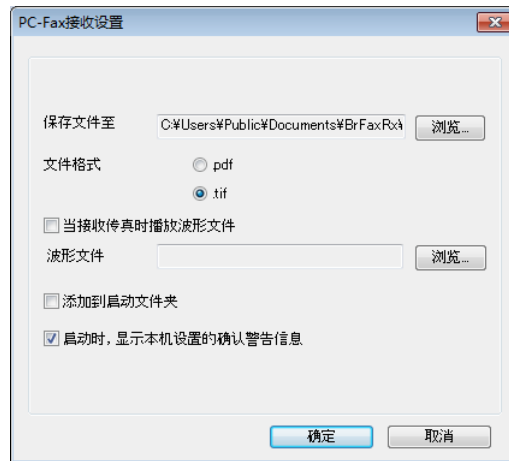 PC-Fax接收设置
保存文件至 C:¥Users¥Public¥Documents¥BrFaxRx¥ 浏览...
文件格式 .pdf
.tif
当接收传真时播放波形文件
波形文件 浏览...
添加到启动文件夹
启动时,显示本机设置的确认警告信息
确定 取消